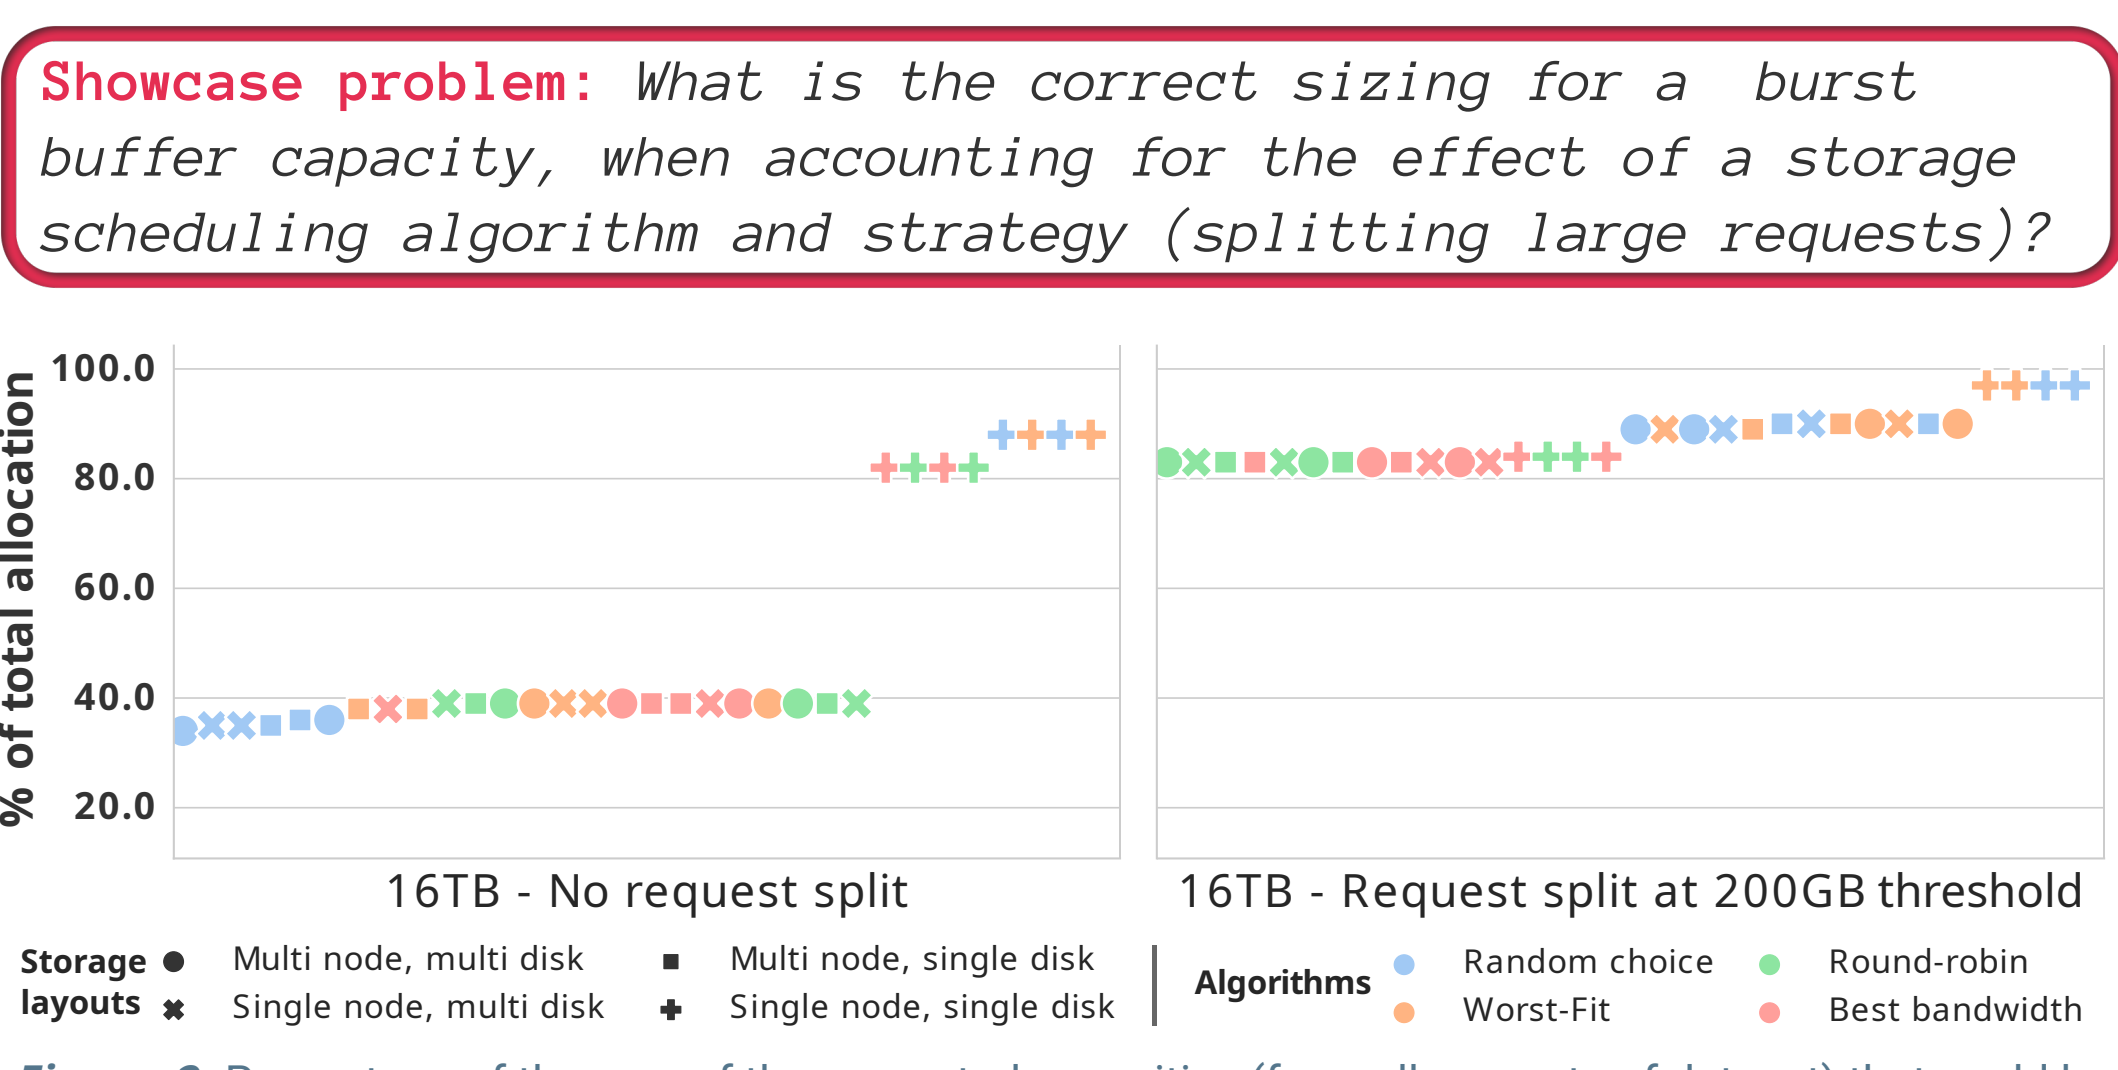 Showcase problem: What is the correct sizing for a burst
buffer capacity, when accounting for the effect of a storage
scheduling algorithm and strategy (splitting large requests)?
% of total allocation
100.0
80.0
60.0
40.0
20.0
16TB - No request split
16TB - Request split at 200GB threshold
Storage layouts
Multi node, multi disk
Multi node, single disk
Single node, multi disk
Single node, single disk
Algorithms
Random choice
Round-robin
Worst-Fit
Best bandwidth